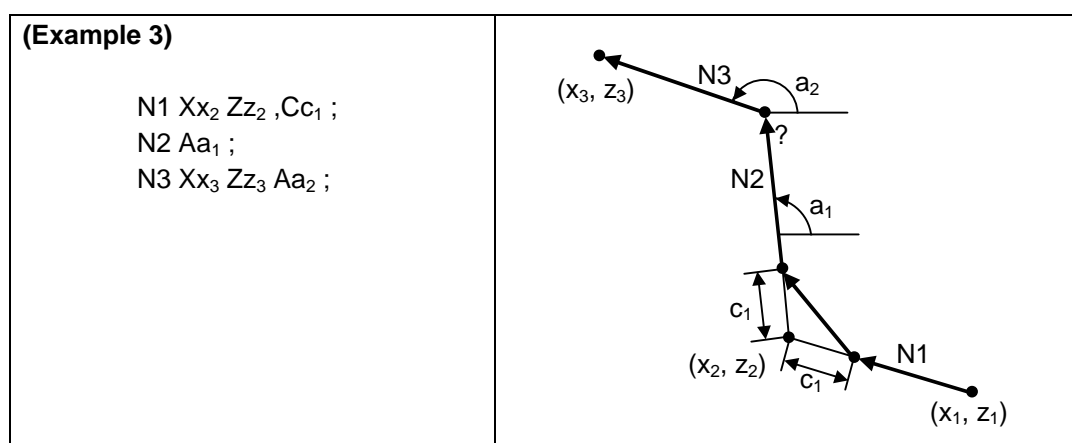 (Example 3)
N1 Xx₂ Zz₂ ,Cc₁ ;
N2 Aa₁ ;
N3 Xx₃ Zz₃ Aa₂ ;
(x₃, z₃)
N3
a₂
?
N2
a₁
c₁
(x₂, z₂)
c₁
N1
(x₁, z₁)